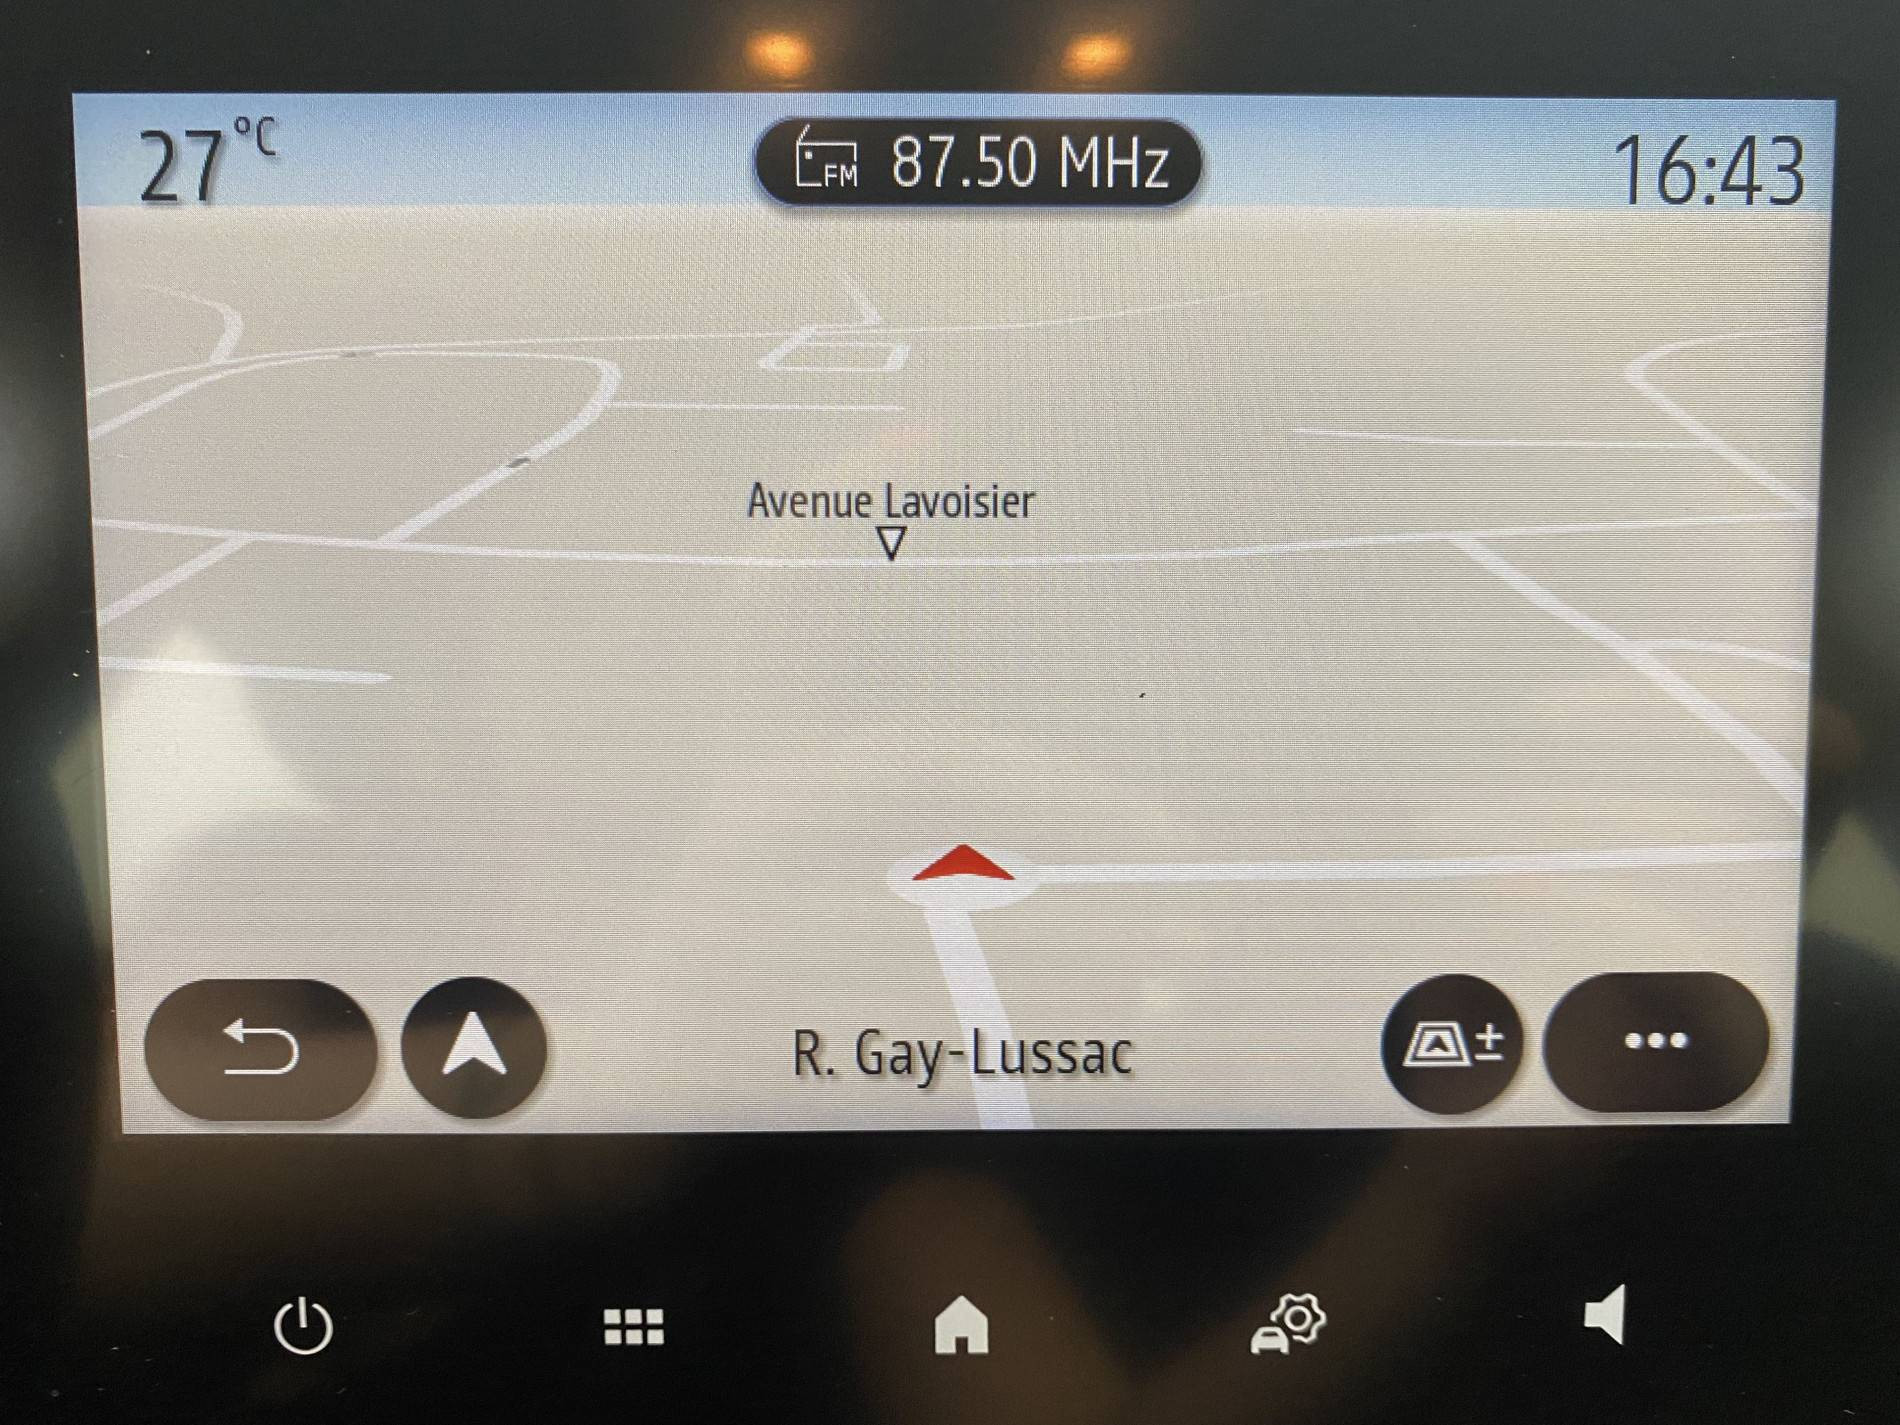 27 °C
FM 87.50 MHz
16:43
Avenue Lavoisier
R. Gay-Lussac